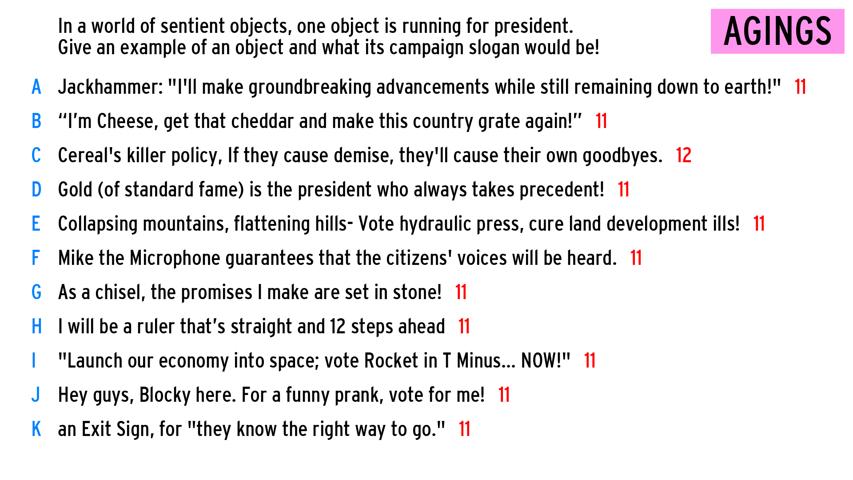 In a world of sentient objects, one object is running for president.
Give an example of an object and what its campaign slogan would be!
AGINGS
A Jackhammer: "I'll make groundbreaking advancements while still remaining down to earth!" 11
B “I’m Cheese, get that cheddar and make this country grate again!” 11
C Cereal's killer policy, If they cause demise, they'll cause their own goodbyes. 12
D Gold (of standard fame) is the president who always takes precedent! 11
E Collapsing mountains, flattening hills- Vote hydraulic press, cure land development ills! 11
F Mike the Microphone guarantees that the citizens' voices will be heard. 11
G As a chisel, the promises I make are set in stone! 11
H I will be a ruler that’s straight and 12 steps ahead 11
I "Launch our economy into space; vote Rocket in T Minus... NOW!" 11
J Hey guys, Blocky here. For a funny prank, vote for me! 11
K an Exit Sign, for "they know the right way to go." 11